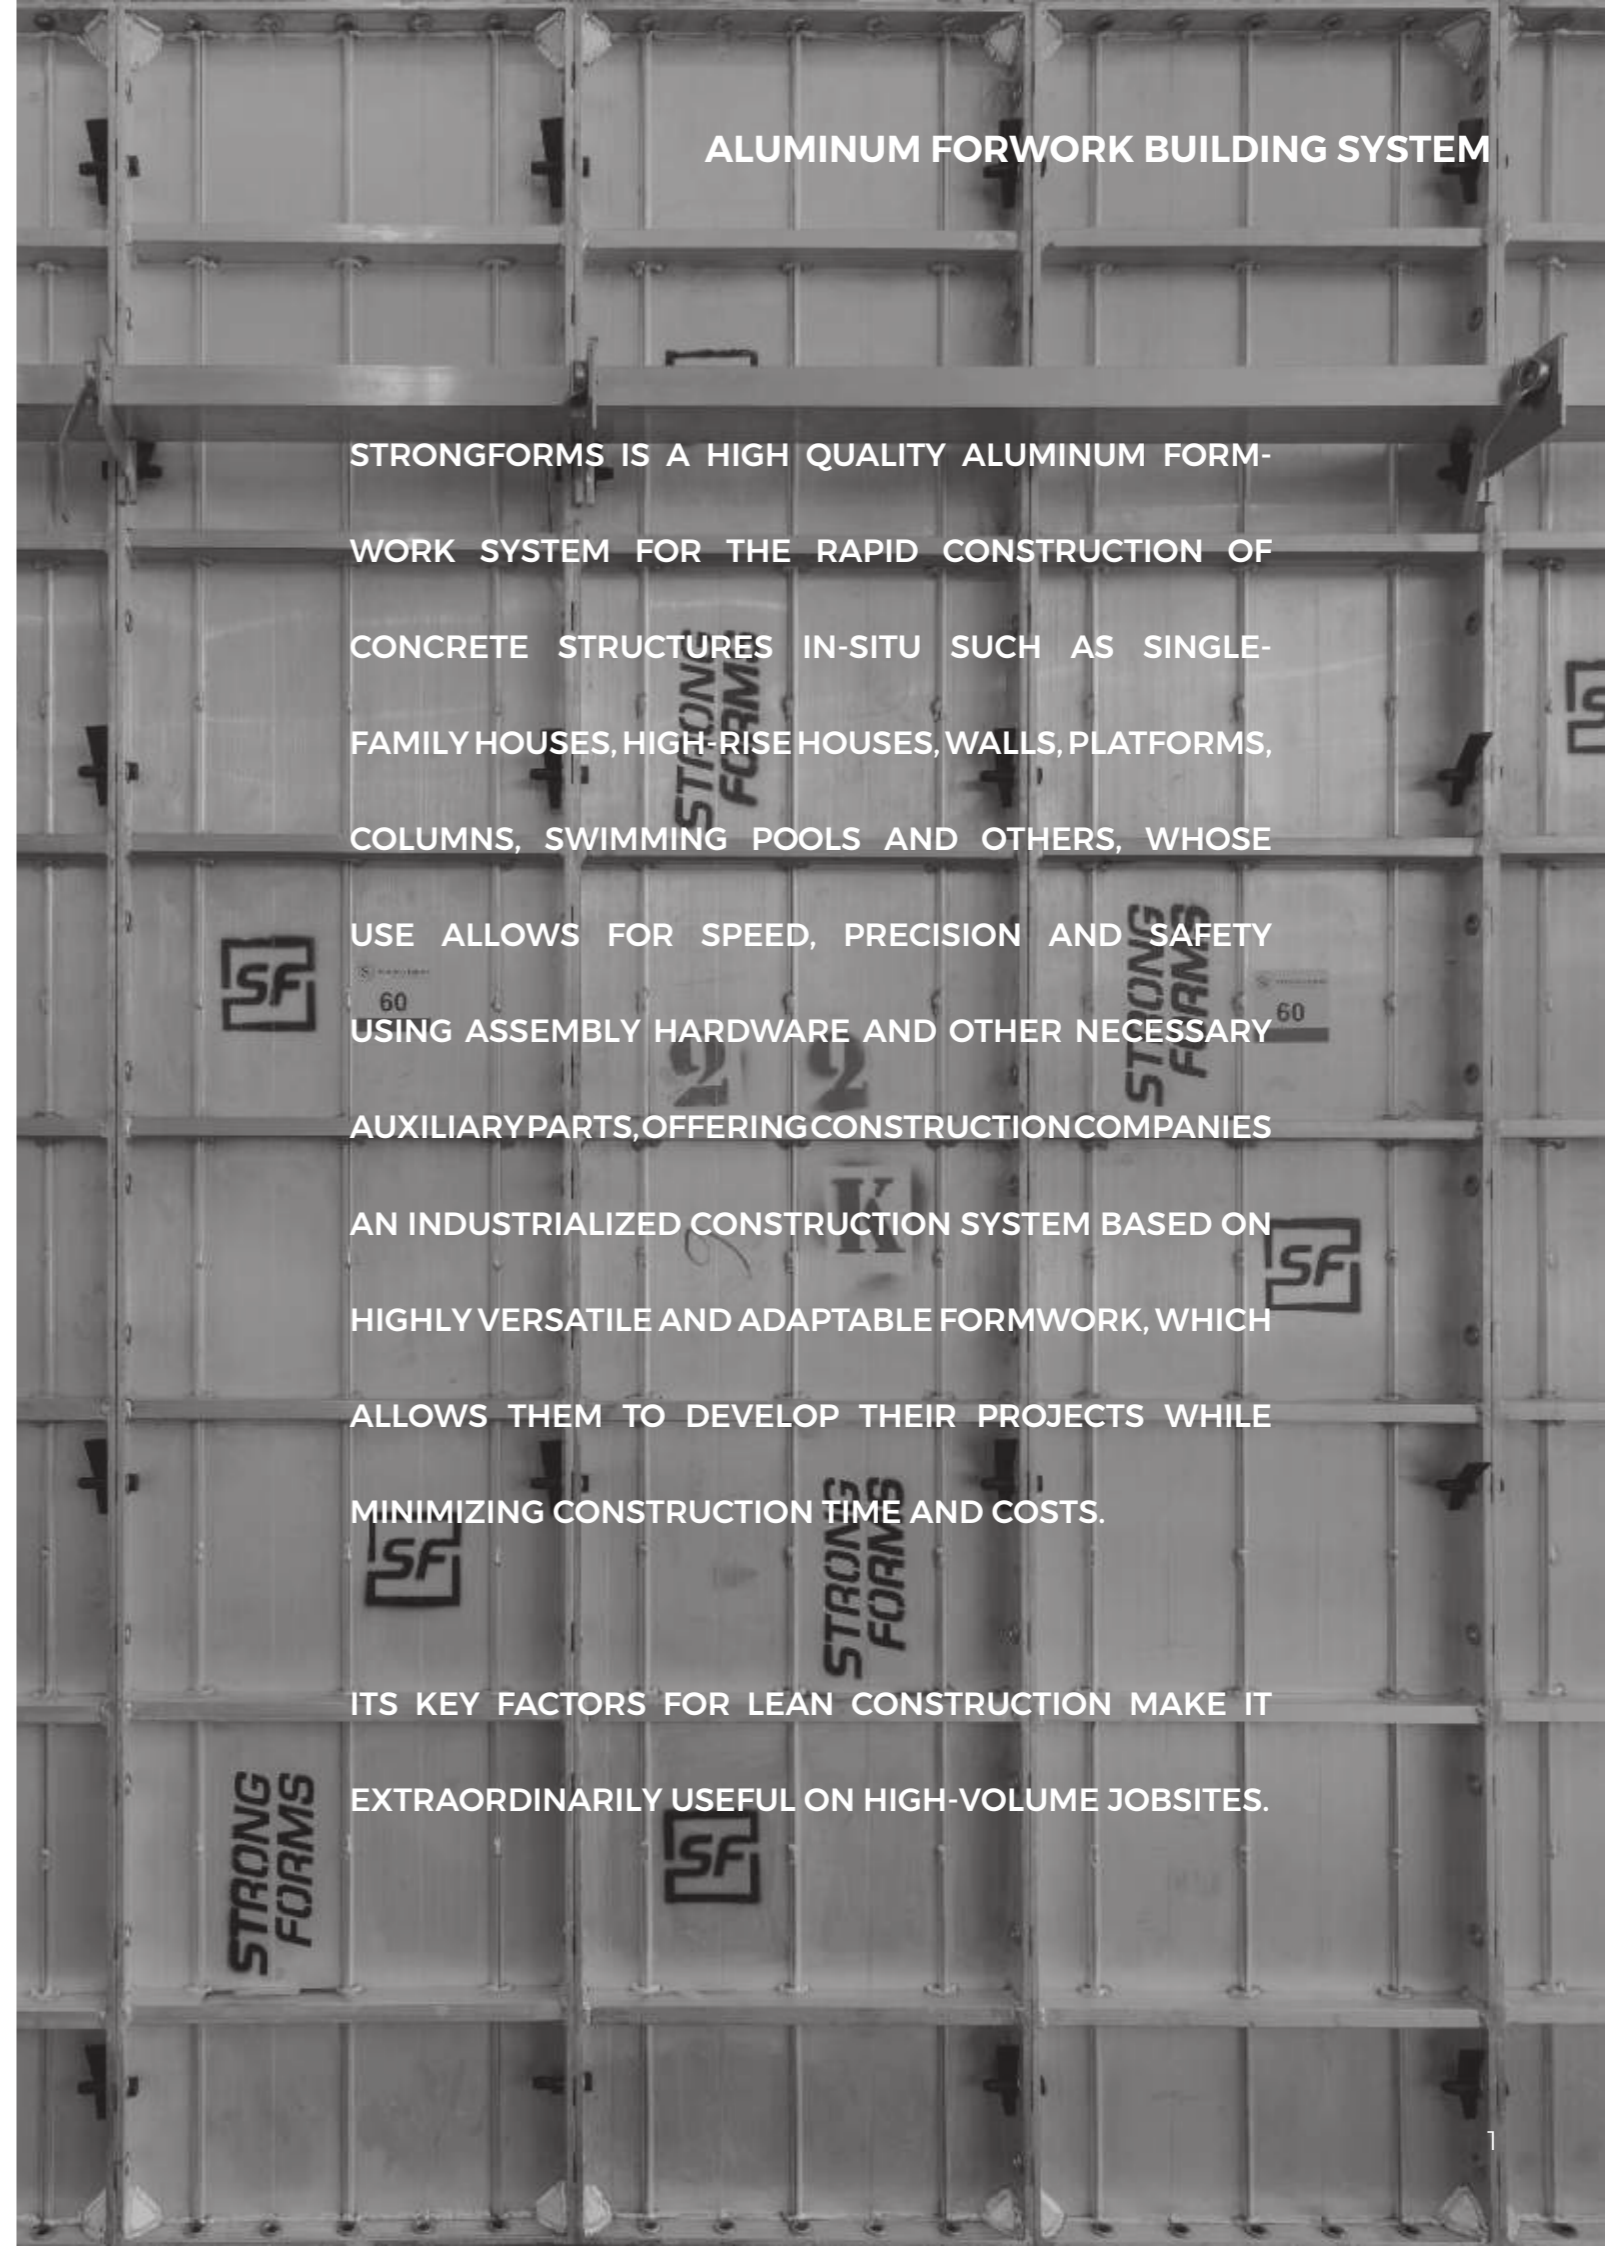 ALUMINUM FORWORK BUILDING SYSTEM
STRONGFORMS IS A HIGH QUALITY ALUMINUM FORM-
WORK SYSTEM FOR THE RAPID CONSTRUCTION OF
CONCRETE STRUCTURES IN-SITU SUCH AS SINGLE-
FAMILY HOUSES, HIGH-RISE HOUSES, WALLS, PLATFORMS,
COLUMNS, SWIMMING POOLS AND OTHERS, WHOSE
USE ALLOWS FOR SPEED, PRECISION AND SAFETY
USING ASSEMBLY HARDWARE AND OTHER NECESSARY
AUXILIARY PARTS, OFFERING CONSTRUCTION COMPANIES
AN INDUSTRIALIZED CONSTRUCTION SYSTEM BASED ON
HIGHLY VERSATILE AND ADAPTABLE FORMWORK, WHICH
ALLOWS THEM TO DEVELOP THEIR PROJECTS WHILE
MINIMIZING CONSTRUCTION TIME AND COSTS.
ITS KEY FACTORS FOR LEAN CONSTRUCTION MAKE IT
EXTRAORDINARILY USEFUL ON HIGH-VOLUME JOBSITES.
STRONG
FORMS
SF
60
STRONG
FORMS
60
2 2
K
SF
SF
STRONG
FORMS
STRONG
FORMS
SF
1